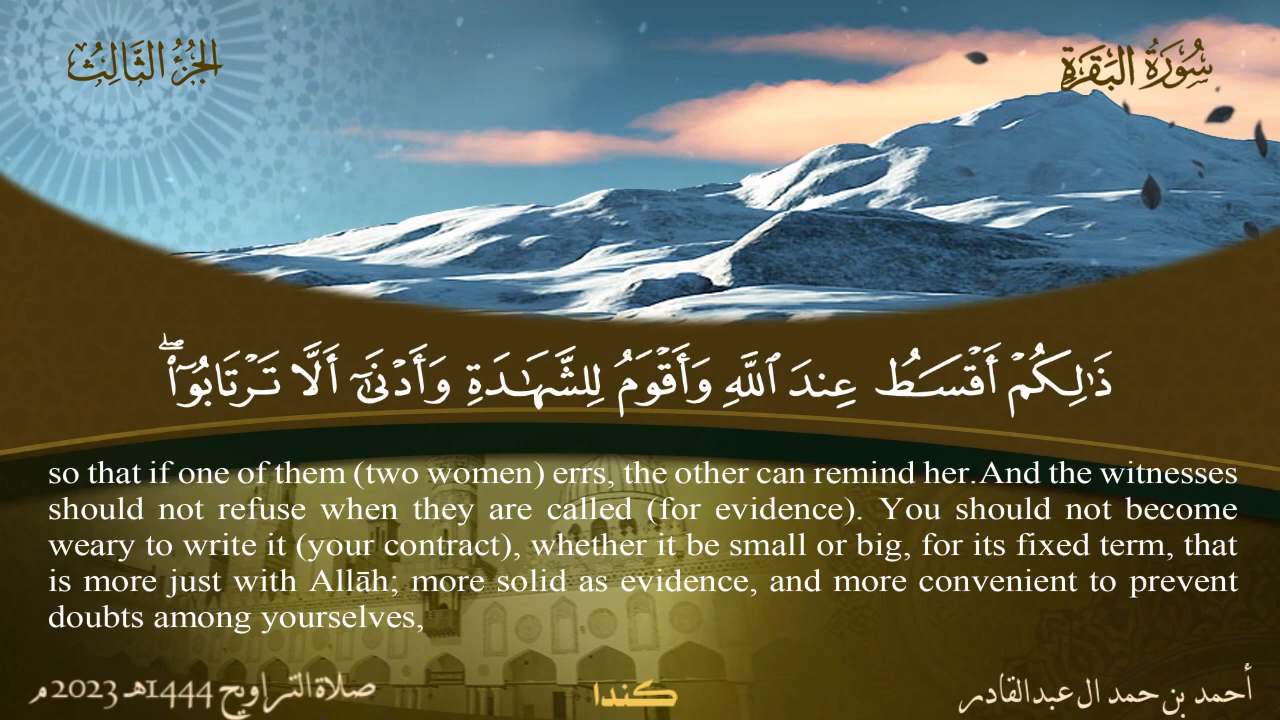 سُورَةُ البَقَرَةِ
الجُزْءُ الثَّالِثُ
ذَٰلِكُمْ أَقْسَطُ عِندَ ٱللَّهِ وَأَقْوَمُ لِلشَّهَـٰدَةِ وَأَدْنَىٰٓ أَلَّا تَرْتَابُوٓا۟ ۖ
so that if one of them (two women) errs, the other can remind her.And the witnesses
should not refuse when they are called (for evidence). You should not become
weary to write it (your contract), whether it be small or big, for its fixed term, that
is more just with Allāh; more solid as evidence, and more convenient to prevent
doubts among yourselves,
أحمد بن حمد ال عبدالقادر
كندا
صلاة التراويح 1444هـ 2023م